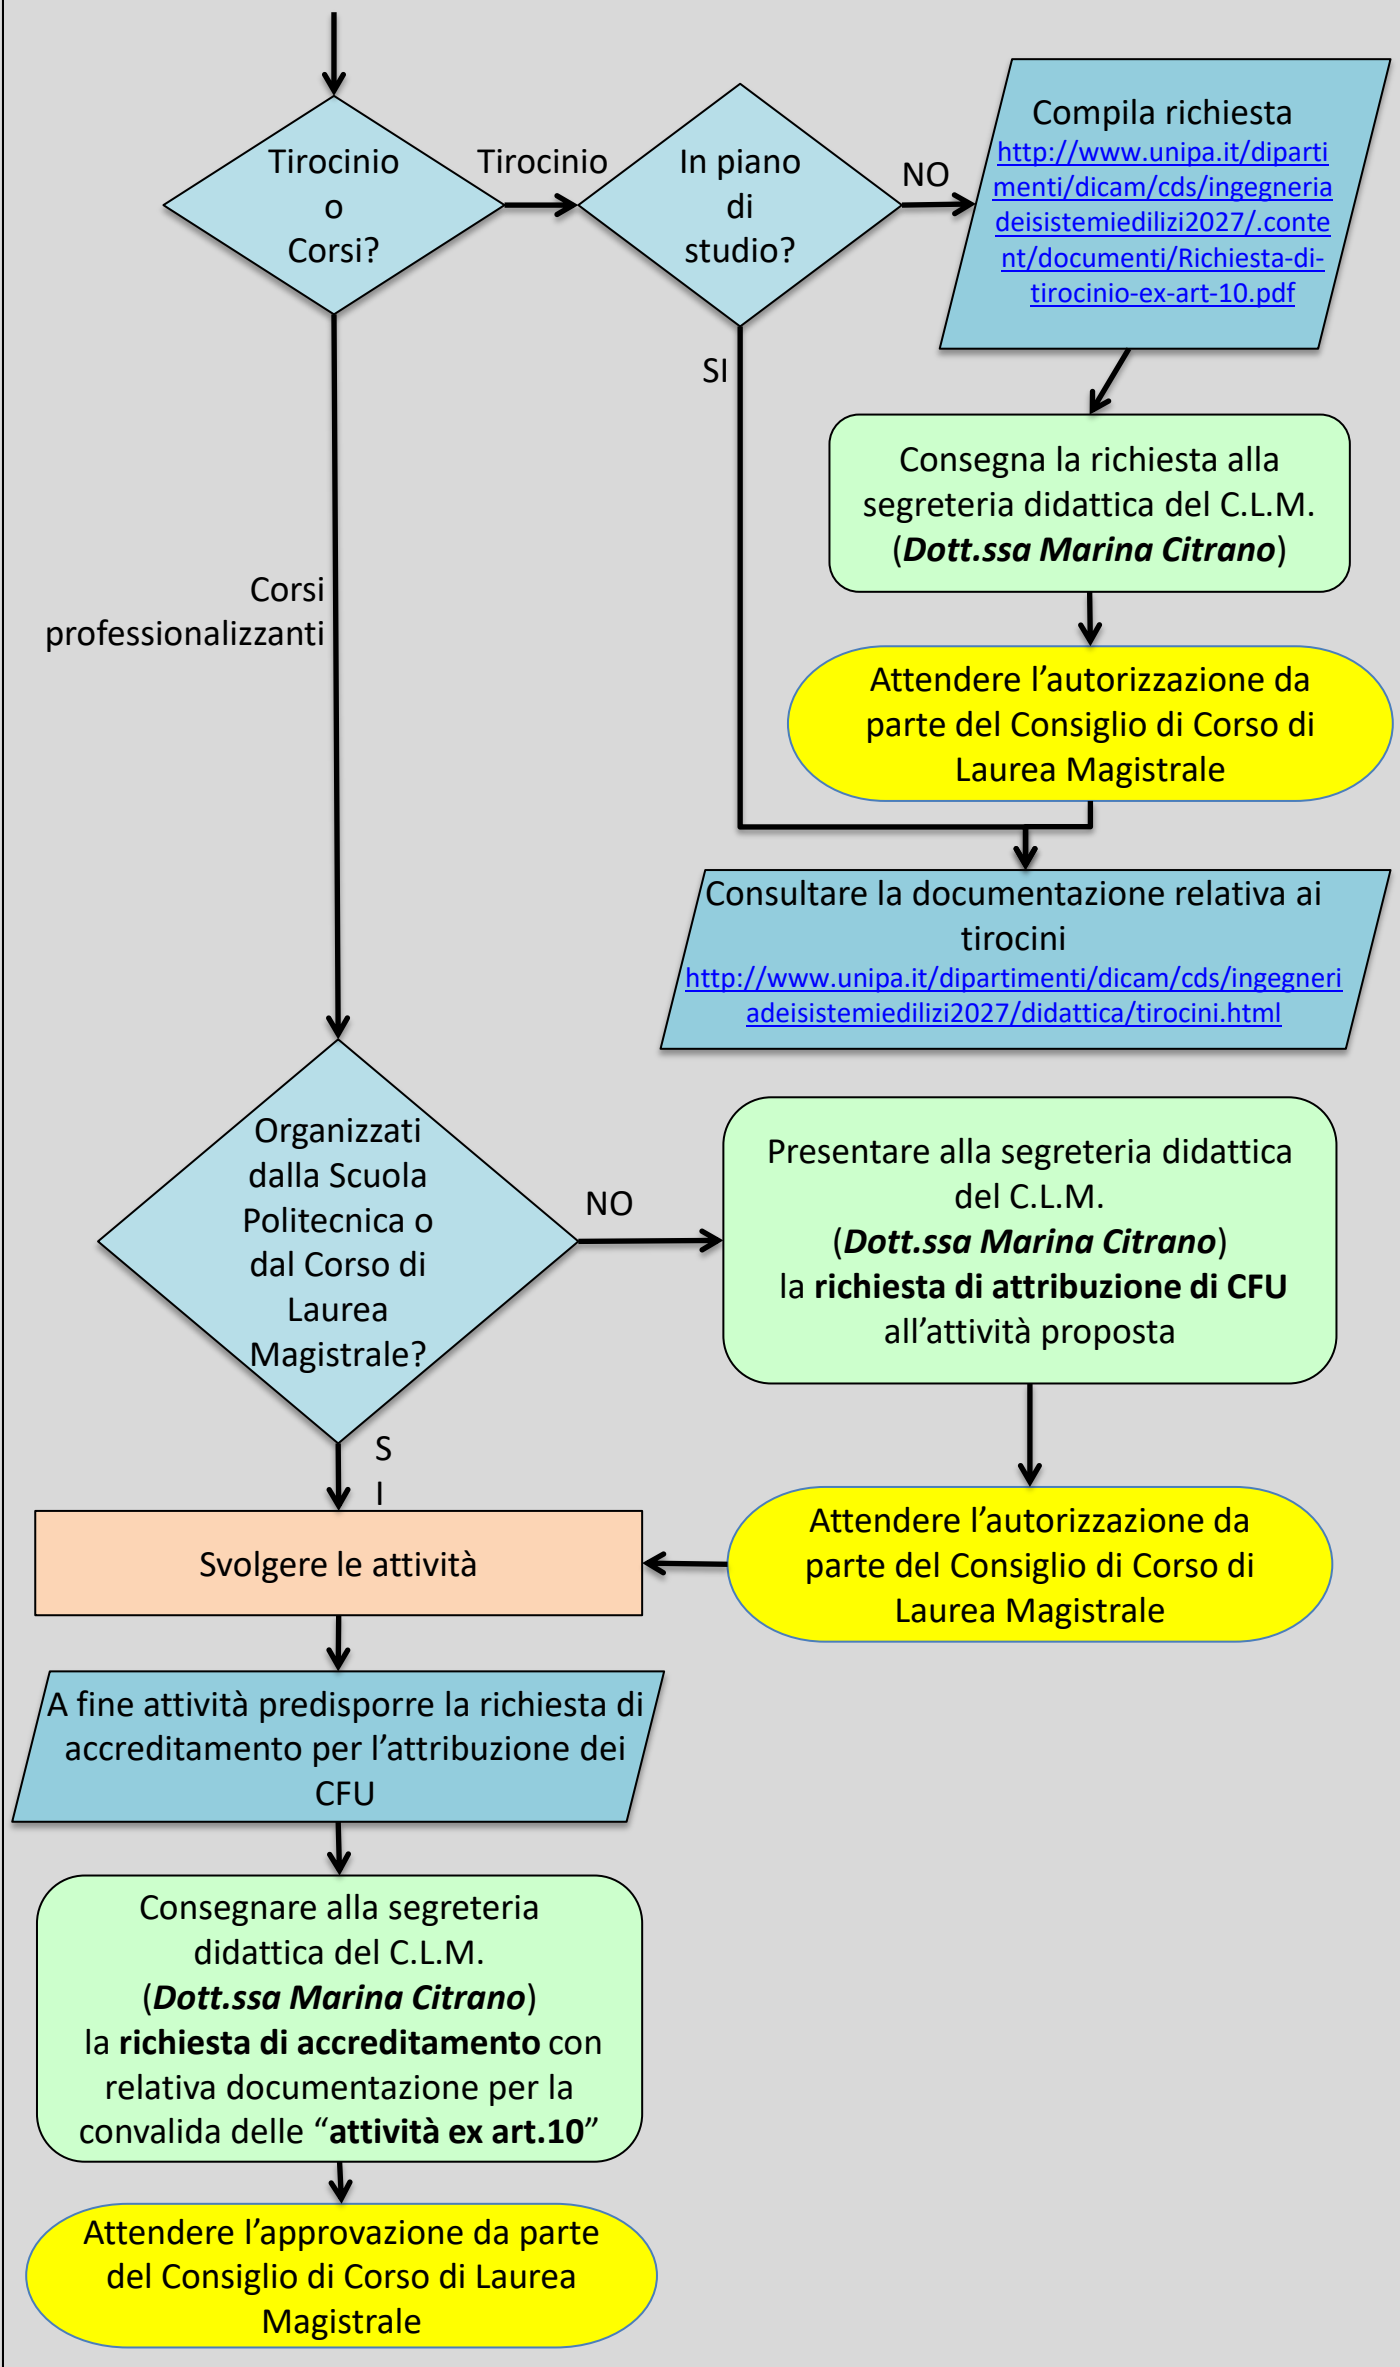 Tirocinio
o
Corsi?
Tirocinio
In piano
di
studio?
NO
Compila richiesta
http://www.unipa.it/diparti
menti/dicam/cds/ingegneria
deisistemiedilizi2027/.conte
nt/documenti/Richiesta-di-
tirocinio-ex-art-10.pdf
SI
Consegna la richiesta alla
segreteria didattica del C.L.M.
(Dott.ssa Marina Citrano)
Corsi
professionalizzanti
Attendere l’autorizzazione da
parte del Consiglio di Corso di
Laurea Magistrale
Consultare la documentazione relativa ai
tirocini
http://www.unipa.it/dipartimenti/dicam/cds/ingegneri
adeisistemiedilizi2027/didattica/tirocini.html
Organizzati
dalla Scuola
Politecnica o
dal Corso di
Laurea
Magistrale?
NO
Presentare alla segreteria didattica
del C.L.M.
(Dott.ssa Marina Citrano)
la richiesta di attribuzione di CFU
all’attività proposta
S
I
Svolgere le attività
Attendere l’autorizzazione da
parte del Consiglio di Corso di
Laurea Magistrale
A fine attività predisporre la richiesta di
accreditamento per l’attribuzione dei
CFU
Consegnare alla segreteria
didattica del C.L.M.
(Dott.ssa Marina Citrano)
la richiesta di accreditamento con
relativa documentazione per la
convalida delle “attività ex art.10”
Attendere l’approvazione da parte
del Consiglio di Corso di Laurea
Magistrale